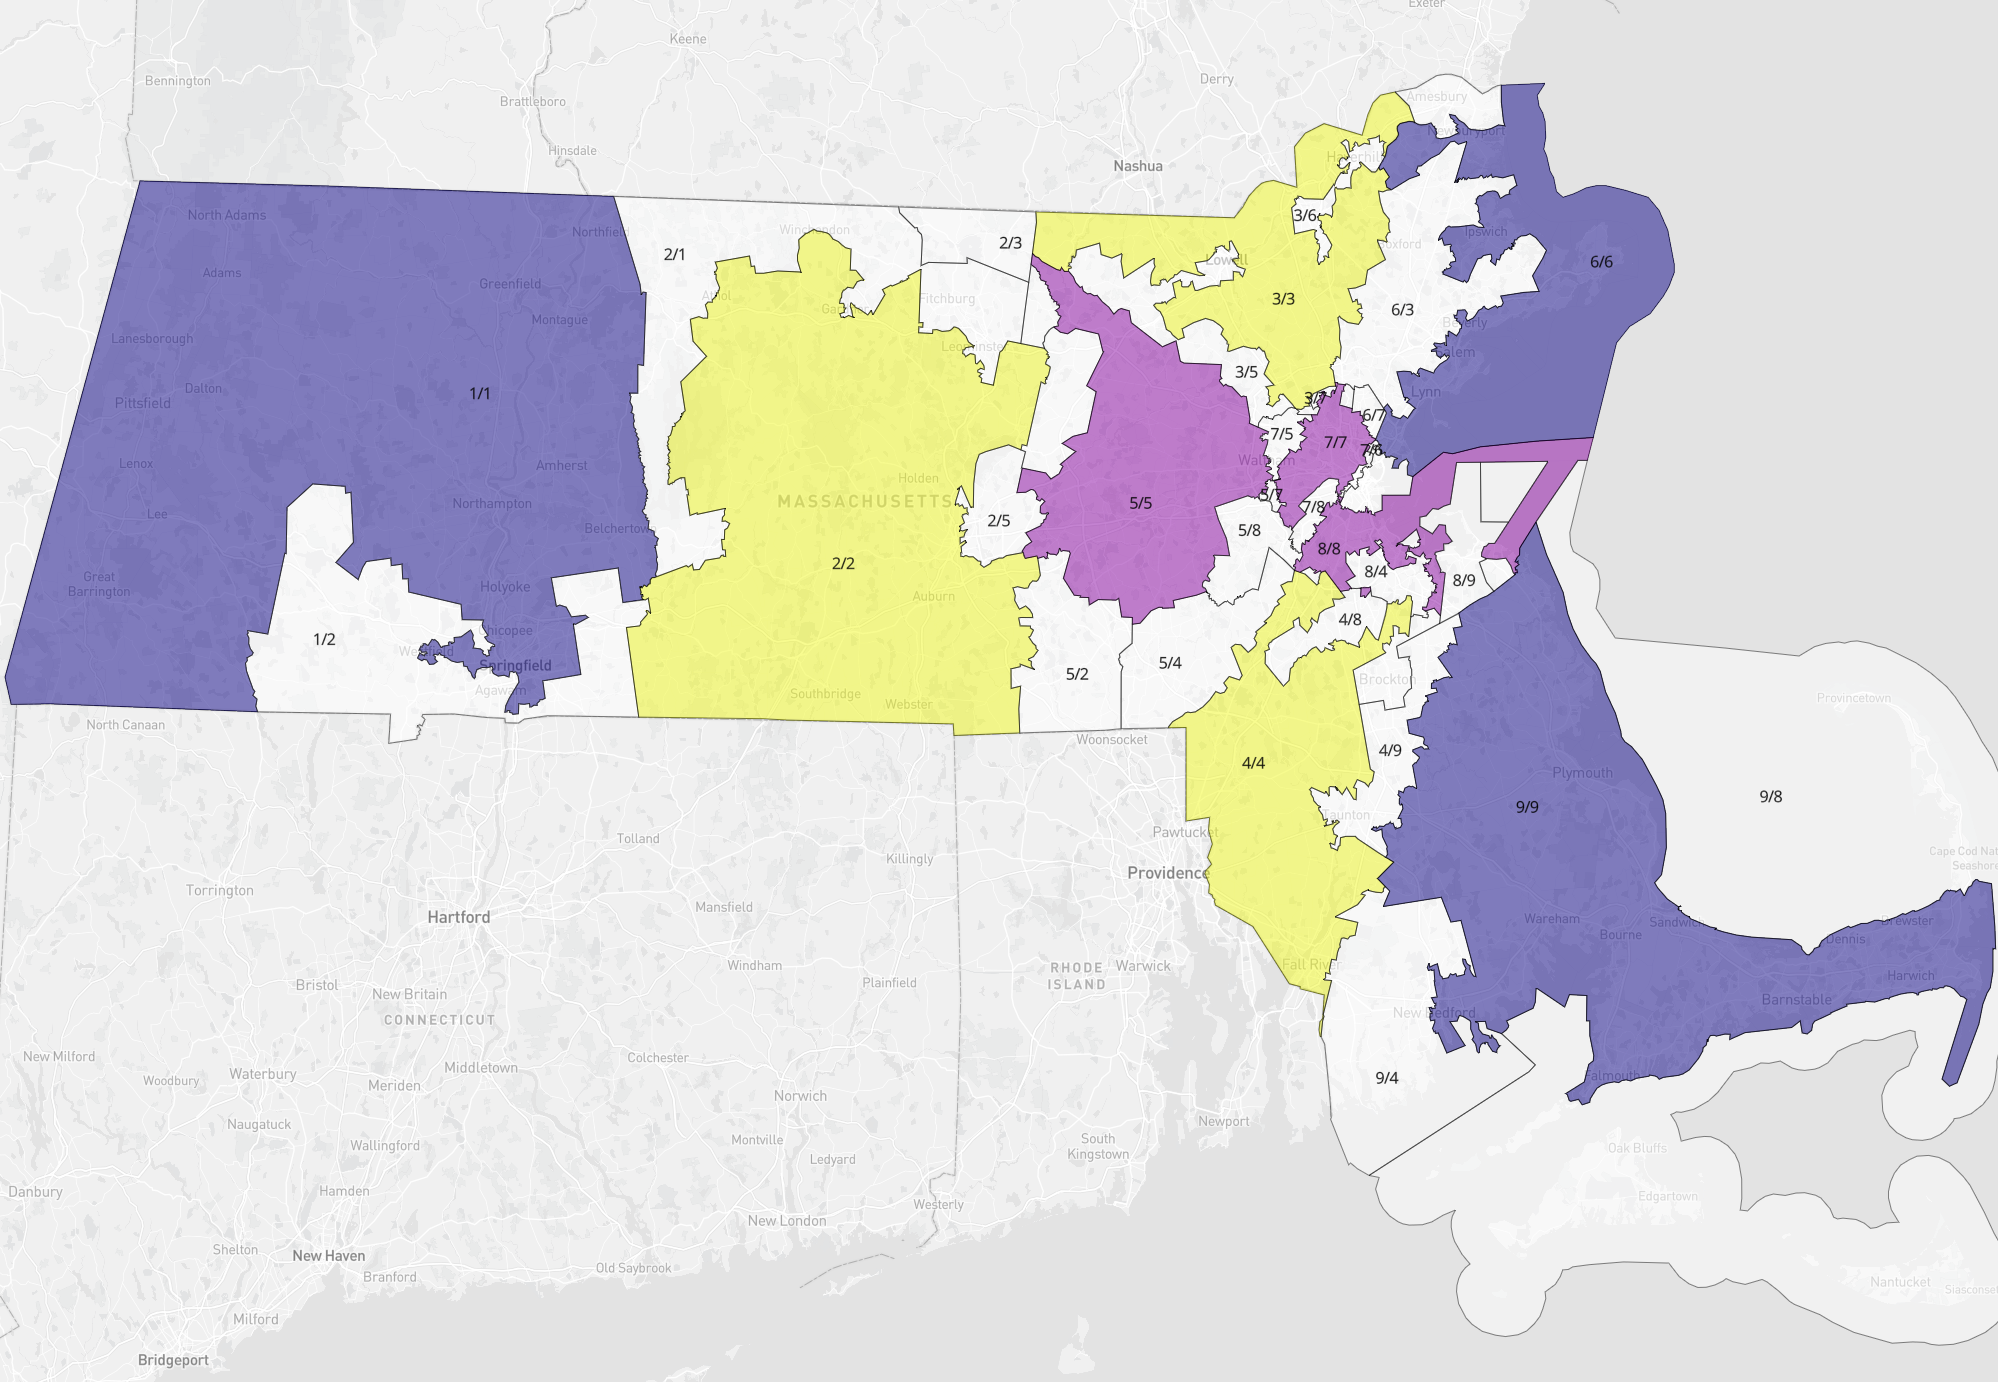 Exeter
Keene
Bennington
Derry
Brattleboro
Amesbury
Newburyport
Hinsdale
Nashua
Haverhill
North Adams
3/6
Northfield
Winchendon
Ipswich
2/3
2/1
Lowell
6/6
Adams
Greenfield
Athol
Fitchburg
3/3
6/3
Montague
Beverly
Lanesborough
Leominster
Salem
3/5
Dalton
1/1
Lynn
Pittsfield
3/7
6/7
7/5
7/7
7/6
Lenox
Amherst
Holden
5/7
MASSACHUSETTS
5/5
Northampton
7/8
Lee
2/5
Belchertown
5/8
8/8
2/2
8/4
Great
Barrington
Holyoke
8/9
Auburn
4/8
Chicopee
1/2
Westfield
Springfield
5/4
5/2
Brockton
Agawam
Southbridge
Webster
Provincetown
North Canaan
Woonsocket
4/9
4/4
Plymouth
9/8
9/9
Taunton
Tolland
Pawtucket
Killingly
Cape Cod Nat
Seashore
Providence
Torrington
Mansfield
Hartford
Wareham
Sandwich
Brewster
Bourne
Dennis
Windham
RHODE
ISLAND
Warwick
Fall River
Harwich
Bristol
Plainfield
New Britain
Barnstable
CONNECTICUT
New Bedford
New Milford
Colchester
Middletown
Waterbury
Falmouth
9/4
Woodbury
Meriden
Norwich
Naugatuck
Newport
Wallingford
Montville
South
Kingstown
Oak Bluffs
Ledyard
Danbury
Hamden
Edgartown
Westerly
New London
Shelton
New Haven
Old Saybrook
Branford
Nantucket
Siasconset
Milford
Bridgeport